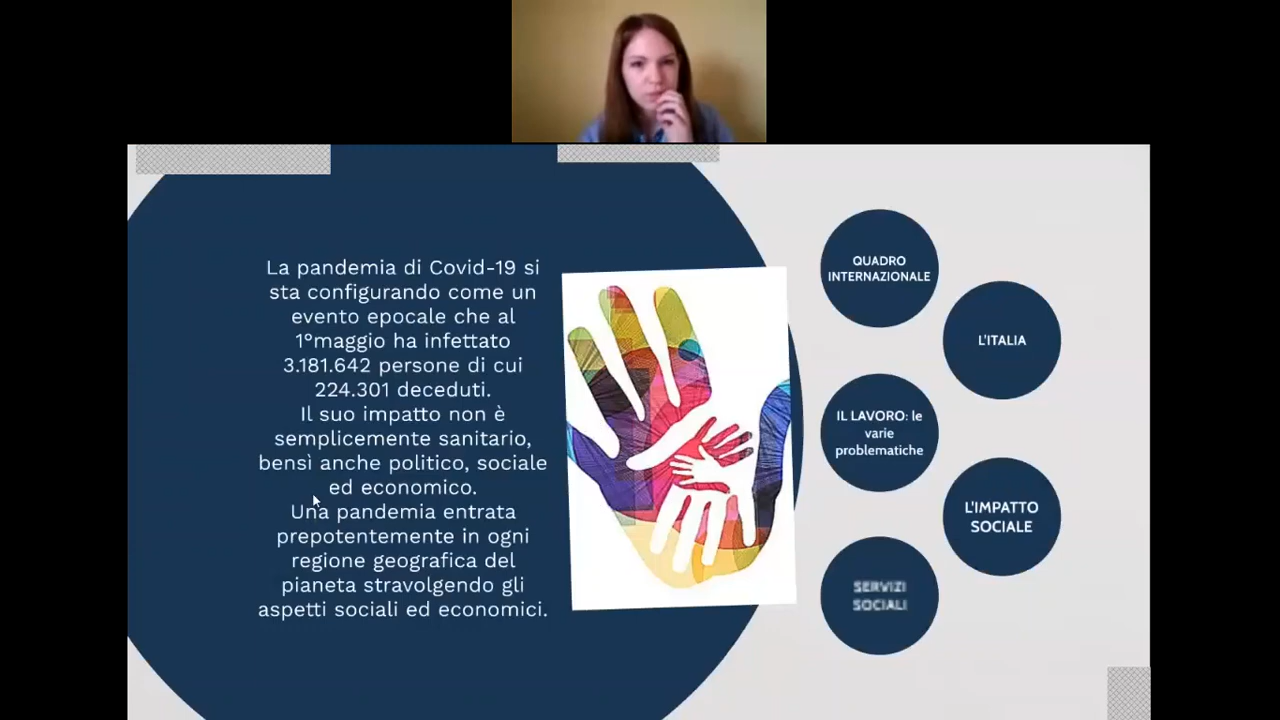 La pandemia di Covid-19 si
sta configurando come un
evento epocale che al
1°maggio ha infettato
3.181.642 persone di cui
224.301 deceduti.
Il suo impatto non è
semplicemente sanitario,
bensì anche politico, sociale
ed economico.
Una pandemia entrata
prepotentemente in ogni
regione geografica del
pianeta stravolgendo gli
aspetti sociali ed economici.
QUADRO
INTERNAZIONALE
L'ITALIA
IL LAVORO: le
varie
problematiche
L'IMPATTO
SOCIALE
SERVIZI
SOCIALI